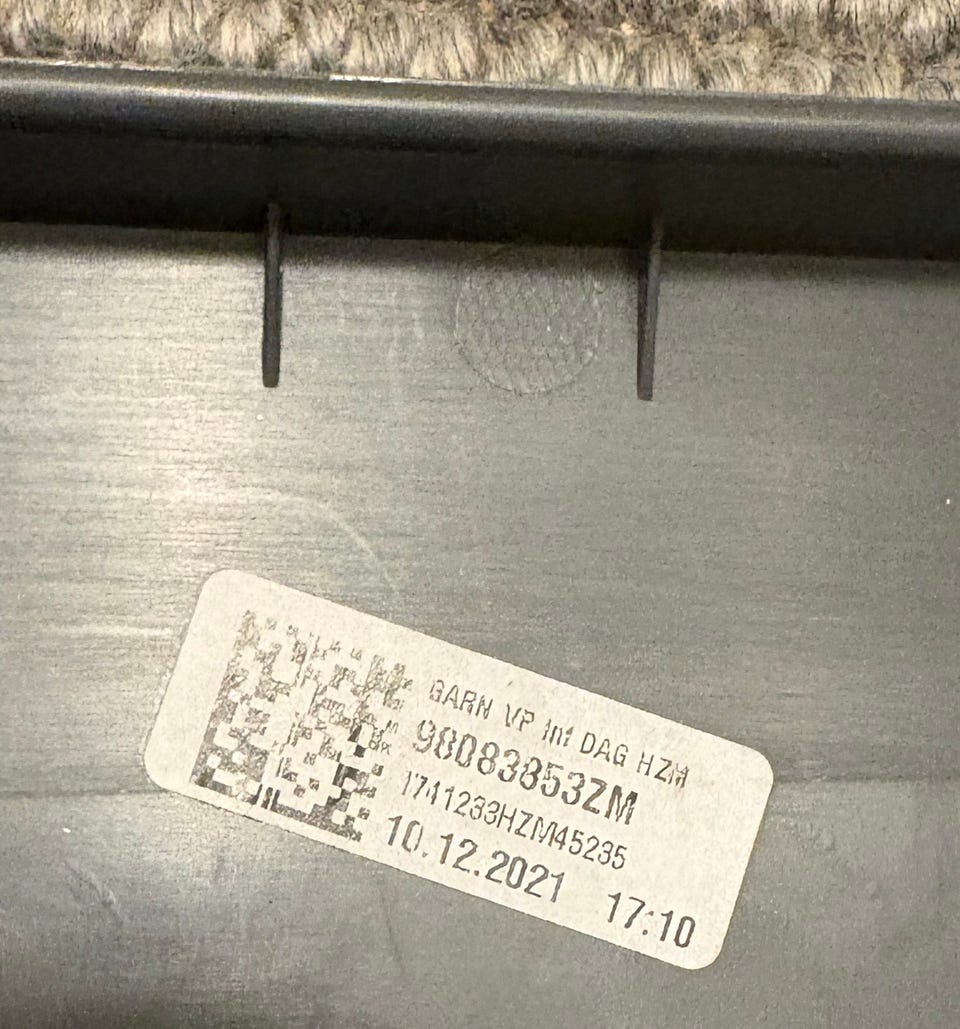 GARN VP Inf DAG HZM
98083853ZM
1741233HZM45235
10.12.2021 17:10